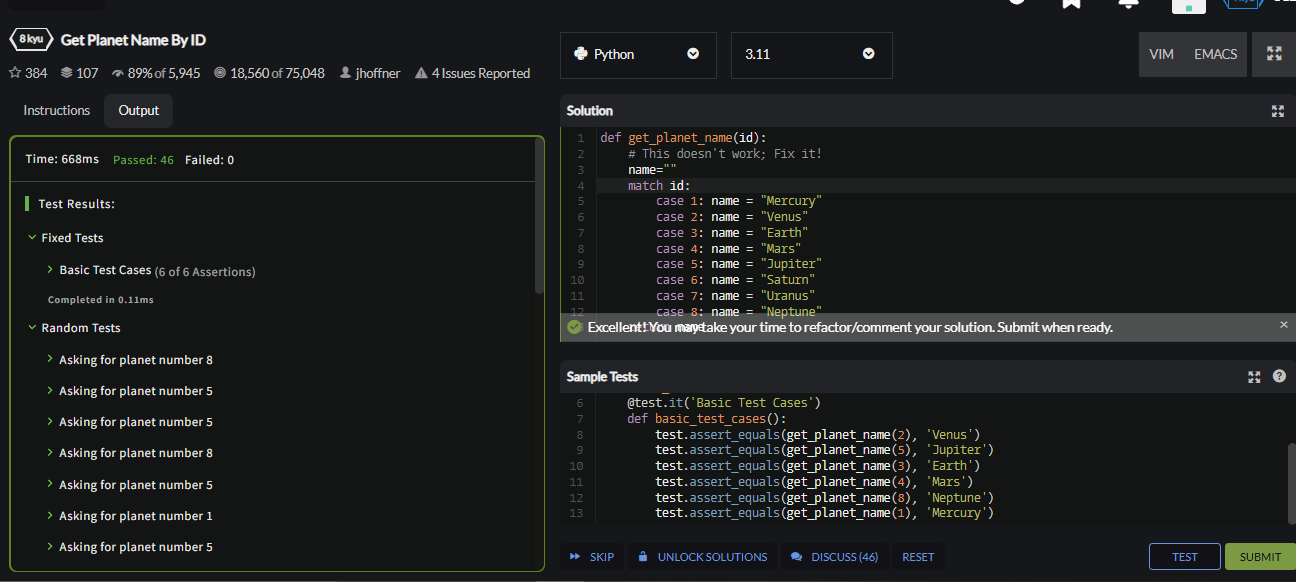 8 kyu Get Planet Name By ID
384 107 89% of 5,945 18,560 of 75,048 jhoffner 4 Issues Reported
Instructions Output
Time: 668ms Passed: 46 Failed: 0
Test Results:
Fixed Tests
Basic Test Cases (6 of 6 Assertions)
Completed in 0.11ms
Random Tests
Asking for planet number 8
Asking for planet number 5
Asking for planet number 5
Asking for planet number 8
Asking for planet number 5
Asking for planet number 1
Asking for planet number 5
Python 3.11 VIM EMACS
Solution
1 def get_planet_name(id):
2 # This doesn't work; Fix it!
3 name=""
4 match id:
5 case 1: name = "Mercury"
6 case 2: name = "Venus"
7 case 3: name = "Earth"
8 case 4: name = "Mars"
9 case 5: name = "Jupiter"
10 case 6: name = "Saturn"
11 case 7: name = "Uranus"
12 case 8: name = "Neptune"
Excellent! You may take your time to refactor/comment your solution. Submit when ready.
Sample Tests
6 @test.it('Basic Test Cases')
7 def basic_test_cases():
8 test.assert_equals(get_planet_name(2), 'Venus')
9 test.assert_equals(get_planet_name(5), 'Jupiter')
10 test.assert_equals(get_planet_name(3), 'Earth')
11 test.assert_equals(get_planet_name(4), 'Mars')
12 test.assert_equals(get_planet_name(8), 'Neptune')
13 test.assert_equals(get_planet_name(1), 'Mercury')
SKIP UNLOCK SOLUTIONS DISCUSS (46) RESET TEST SUBMIT